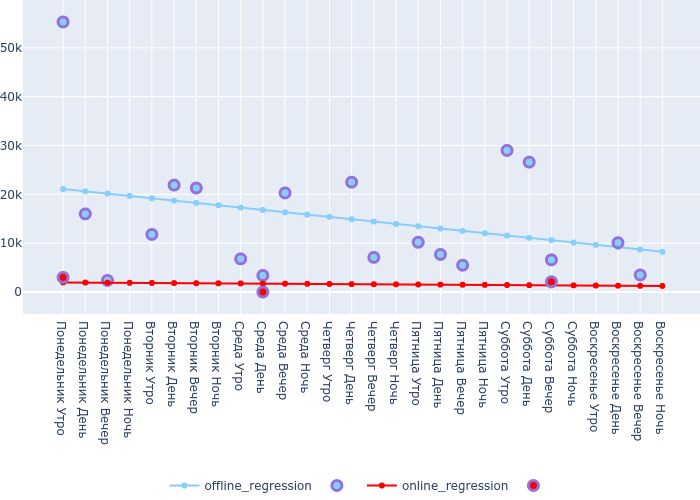 50k
40k
30k
20k
10k
0
Понедельник Утро
Понедельник День
Понедельник Вечер
Понедельник Ночь
Вторник Утро
Вторник День
Вторник Вечер
Вторник Ночь
Среда Утро
Среда День
Среда Вечер
Среда Ночь
Четверг Утро
Четверг День
Четверг Вечер
Четверг Ночь
Пятница Утро
Пятница День
Пятница Вечер
Пятница Ночь
Суббота Утро
Суббота День
Суббота Вечер
Суббота Ночь
Воскресенье Утро
Воскресенье День
Воскресенье Вечер
Воскресенье Ночь
offline_regression
online_regression